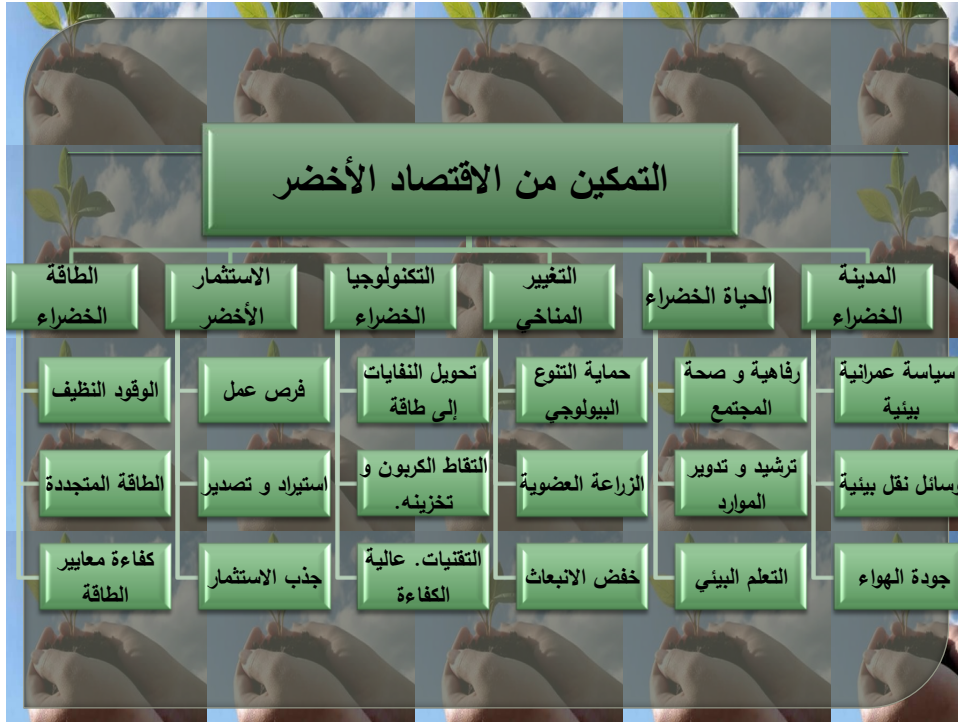 التمكين من الاقتصاد الأخضر
المدينة
الخضراء
سياسة عمرانية
بيئية
وسائل نقل بيئية
جودة الهواء
الحياة الخضراء
رفاهية و صحة
المجتمع
ترشيد و تدوير
الموارد
التعلم البيئي
التغيير
المناخي
حماية التنوع
البيولوجي
الزراعة العضوية
خفض الانبعاث
التكنولوجيا
الخضراء
تحويل النفايات
إلى طاقة
التقاط الكربون و
تخزينه.
التقنيات. عالية
الكفاءة
الاستثمار
الأخضر
فرص عمل
استيراد و تصدير
جذب الاستثمار
الطاقة
الخضراء
الوقود النظيف
الطاقة المتجددة
كفاءة معايير
الطاقة